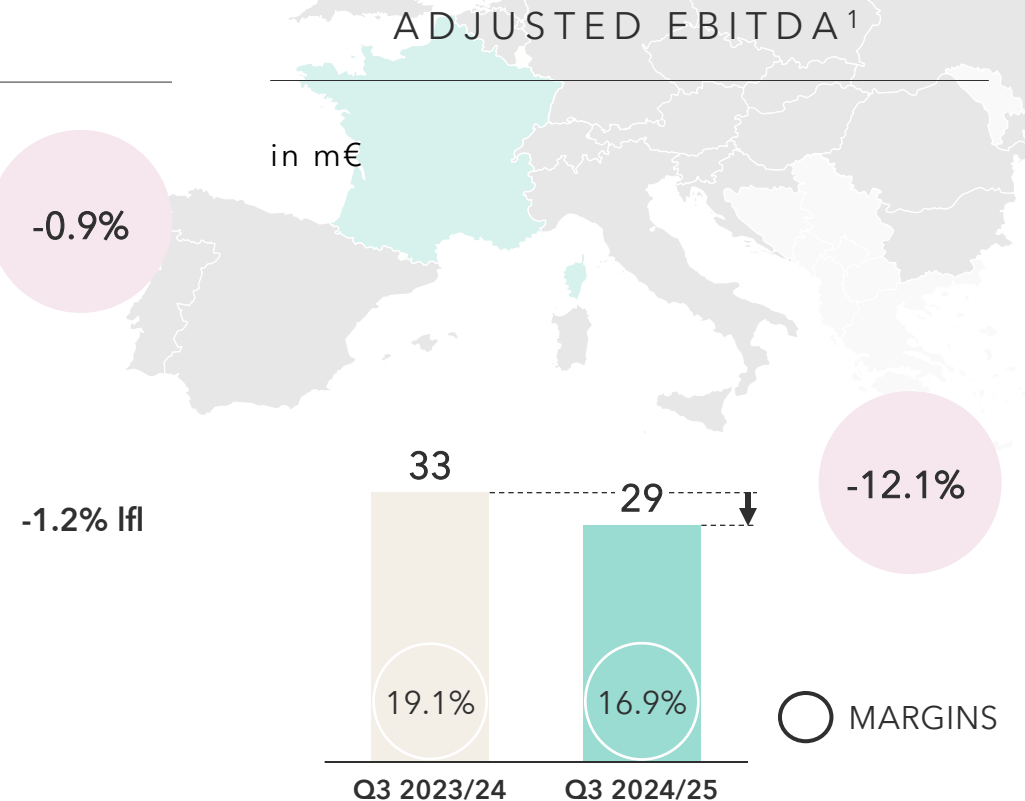 ADJUSTED EBITDA¹
in m€
-0.9%
33
29
-12.1%
-1.2% lfl
19.1%
16.9%
MARGINS
Q3 2023/24
Q3 2024/25